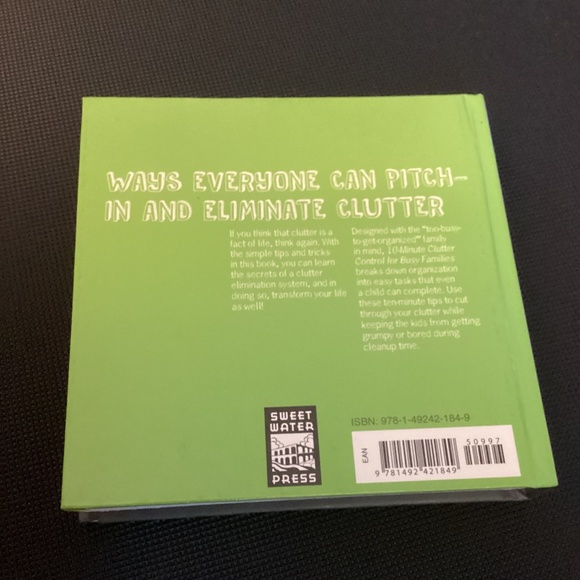 WAYS EVERYONE CAN PITCH-
IN AND ELIMINATE CLUTTER
If you think that clutter is a
fact of life, think again. With
the simple tips and tricks
in this book, you can learn
the secrets of a clutter
elimination system, and in
doing so, transform your life
as well!
Designed with the "too-busy-
to-get-organized" family
in mind, 10-Minute Clutter
Control for Busy Families
breaks down organization
into easy tasks that even
a child can complete. Use
these ten-minute tips to cut
through your clutter while
keeping the kids from getting
grumpy or bored during
cleanup time.
SWEET
WATER
PRESS
ISBN: 978-1-49242-184-9
50997
EAN
9 781492 421849